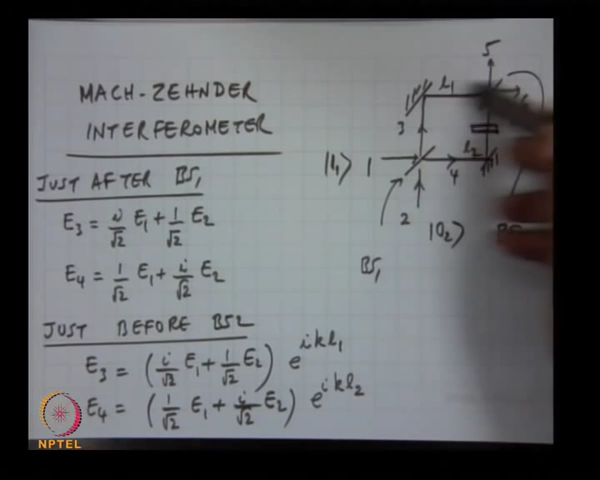 MACH-ZEHNDER
INTERFEROMETER
JUST AFTER BS₁
E₃ = i/√2 E₁ + 1/√2 E₂
E₄ = 1/√2 E₁ + i/√2 E₂
JUST BEFORE BS2
E₃ = (i/√2 E₁ + 1/√2 E₂) e^{ikl₁}
E₄ = (1/√2 E₁ + i/√2 E₂) e^{ikl₂}
5
l₁
3
l₂
|1₁⟩ 1
4
2
|0₂⟩
BS₁
NPTEL